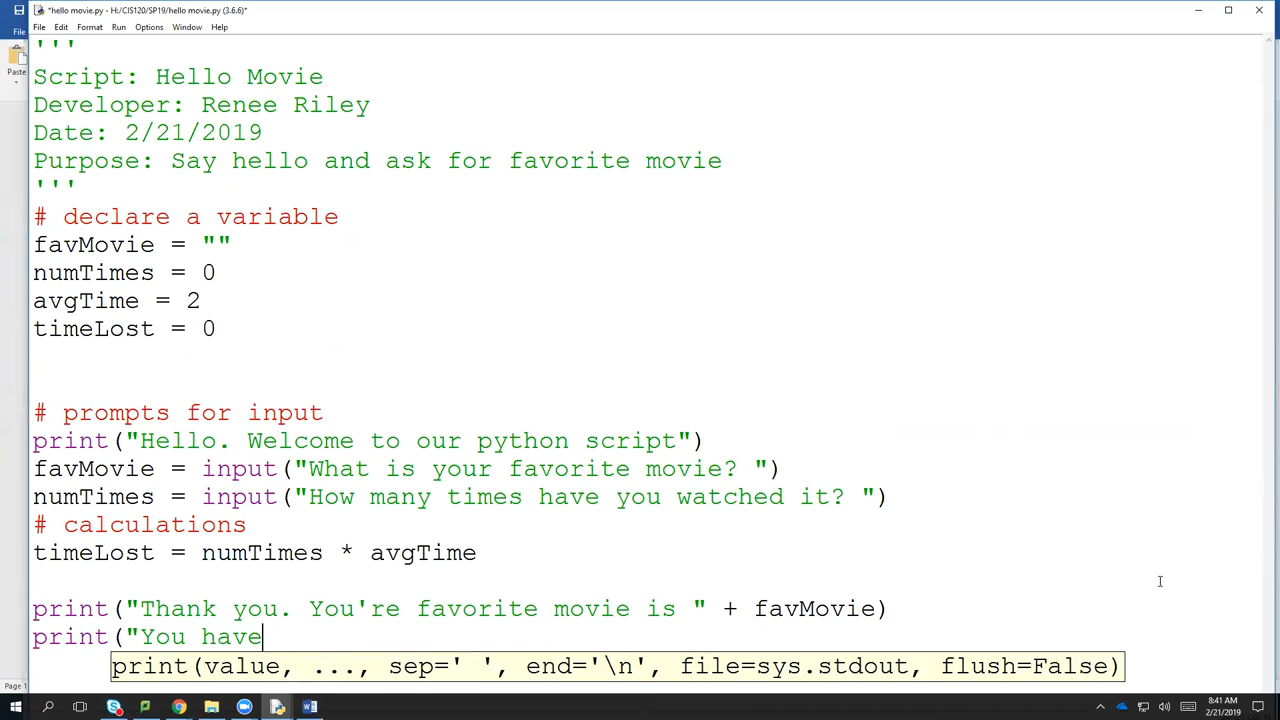 *hello movie.py - H:/CIS120/SP19/hello movie.py (3.6.6)*
File Edit Format Run Options Window Help
File
Paste
'''
Script: Hello Movie
Developer: Renee Riley
Date: 2/21/2019
Purpose: Say hello and ask for favorite movie
'''
# declare a variable
favMovie = ""
numTimes = 0
avgTime = 2
timeLost = 0
# prompts for input
print("Hello. Welcome to our python script")
favMovie = input("What is your favorite movie? ")
numTimes = input("How many times have you watched it? ")
# calculations
timeLost = numTimes * avgTime
print("Thank you. You're favorite movie is " + favMovie)
print("You have
print(value, ..., sep=' ', end='\n', file=sys.stdout, flush=False)
Page 1
8:41 AM
2/21/2019